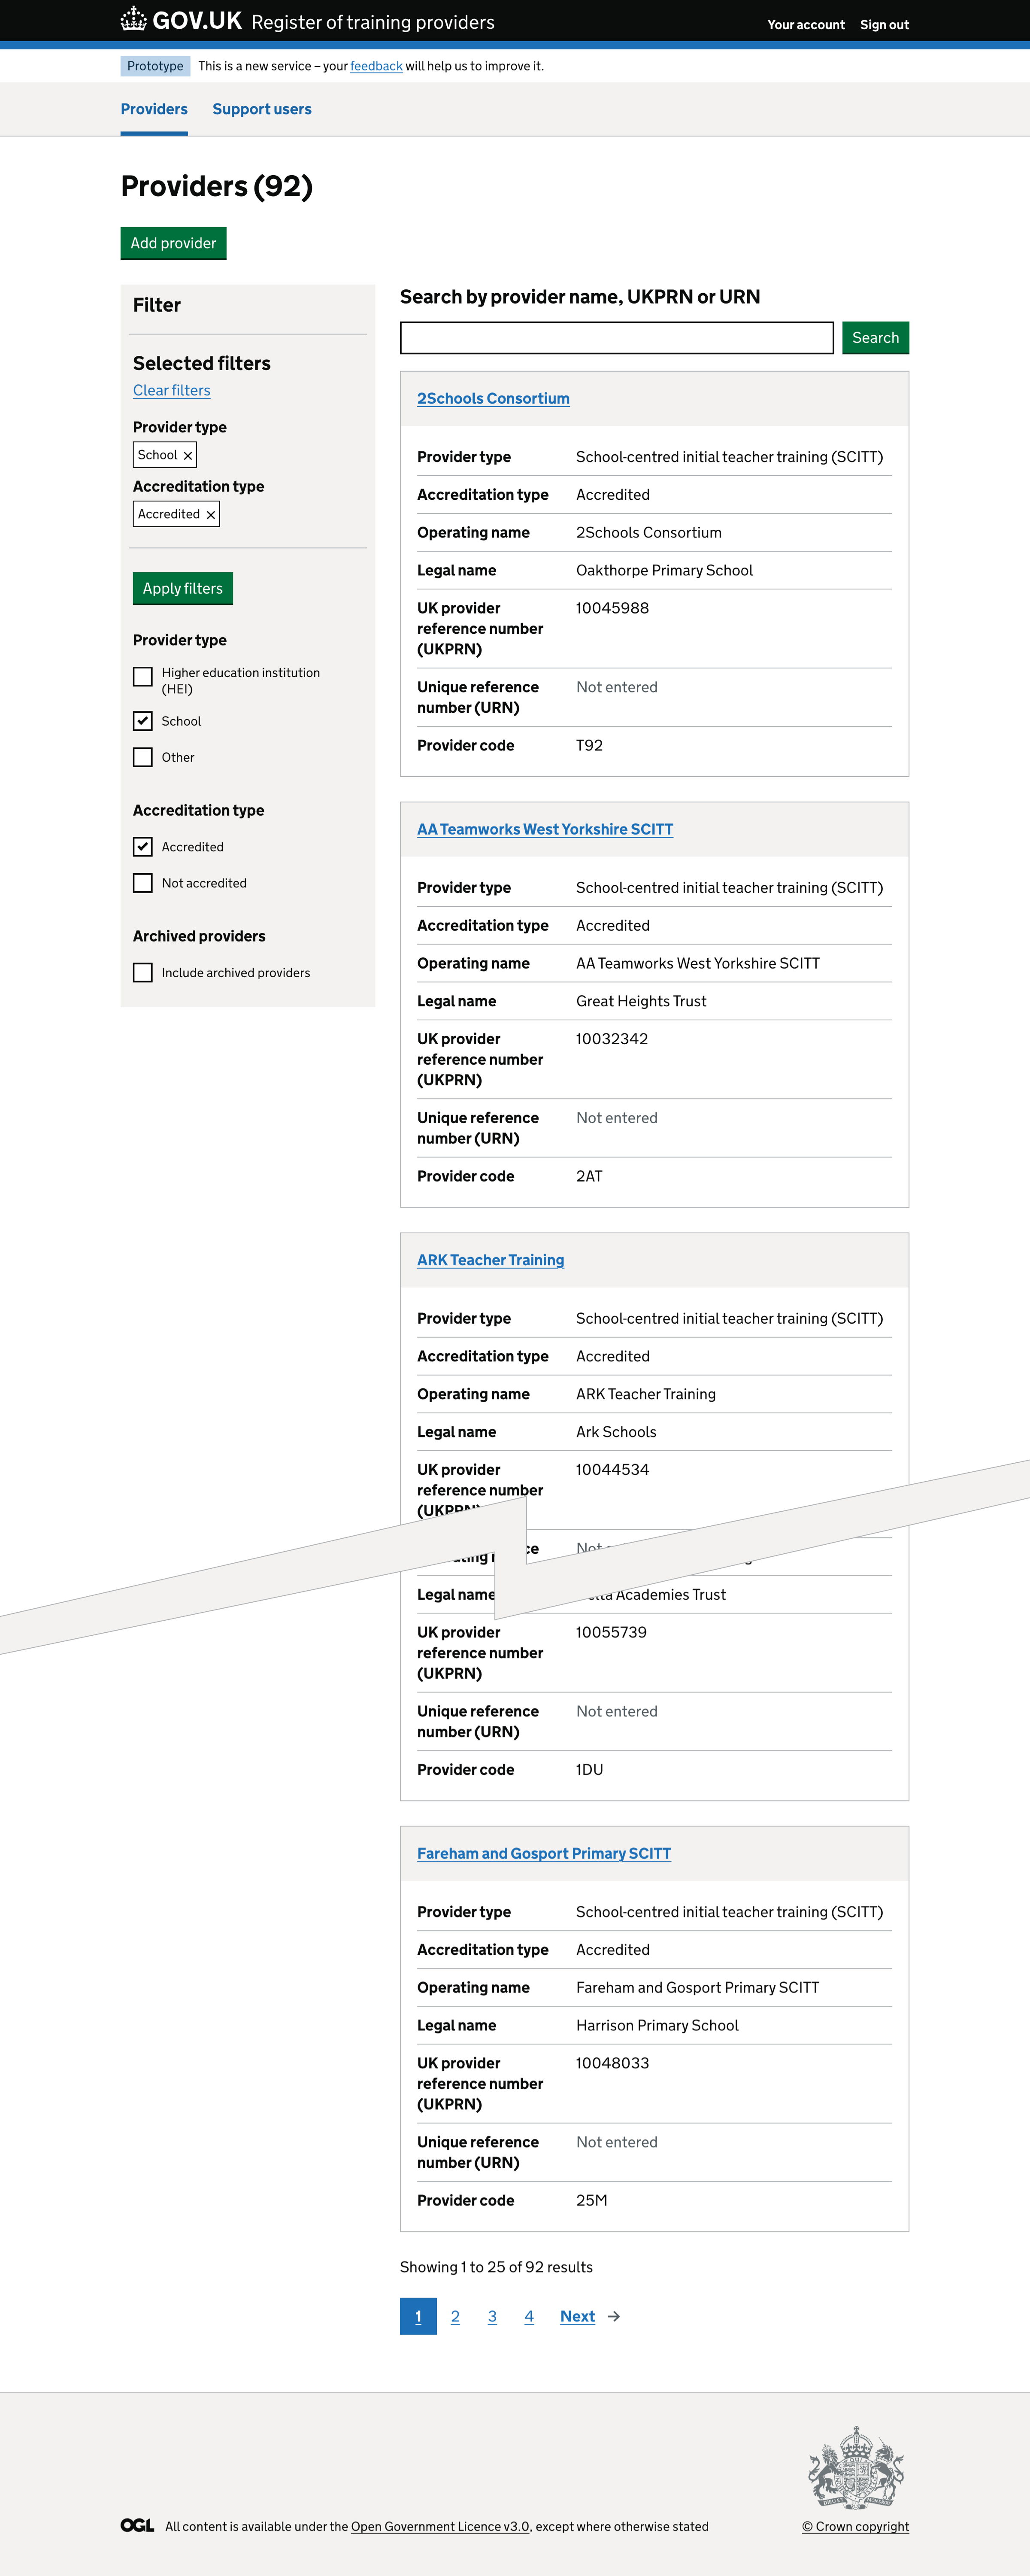 GOV.UK Register of training providers Your account Sign out
Prototype This is a new service – your feedback will help us to improve it.
Providers Support users
Providers (92)
Add provider
Filter
Selected filters
Clear filters
Provider type
School ×
Accreditation type
Accredited ×
Apply filters
Provider type
Higher education institution
(HEI)
School
Other
Accreditation type
Accredited
Not accredited
Archived providers
Include archived providers
Search by provider name, UKPRN or URN
Search
2Schools Consortium
Provider type School-centred initial teacher training (SCITT)
Accreditation type Accredited
Operating name 2Schools Consortium
Legal name Oakthorpe Primary School
UK provider 10045988
reference number
(UKPRN)
Unique reference Not entered
number (URN)
Provider code T92
AA Teamworks West Yorkshire SCITT
Provider type School-centred initial teacher training (SCITT)
Accreditation type Accredited
Operating name AA Teamworks West Yorkshire SCITT
Legal name Great Heights Trust
UK provider 10032342
reference number
(UKPRN)
Unique reference Not entered
number (URN)
Provider code 2AT
ARK Teacher Training
Provider type School-centred initial teacher training (SCITT)
Accreditation type Accredited
Operating name ARK Teacher Training
Legal name Ark Schools
UK provider 10044534
reference number
(UKPRN)
Legal name Academies Trust
UK provider 10055739
reference number
(UKPRN)
Unique reference Not entered
number (URN)
Provider code 1DU
Fareham and Gosport Primary SCITT
Provider type School-centred initial teacher training (SCITT)
Accreditation type Accredited
Operating name Fareham and Gosport Primary SCITT
Legal name Harrison Primary School
UK provider 10048033
reference number
(UKPRN)
Unique reference Not entered
number (URN)
Provider code 25M
Showing 1 to 25 of 92 results
1 2 3 4 Next →
OGL All content is available under the Open Government Licence v3.0, except where otherwise stated © Crown copyright